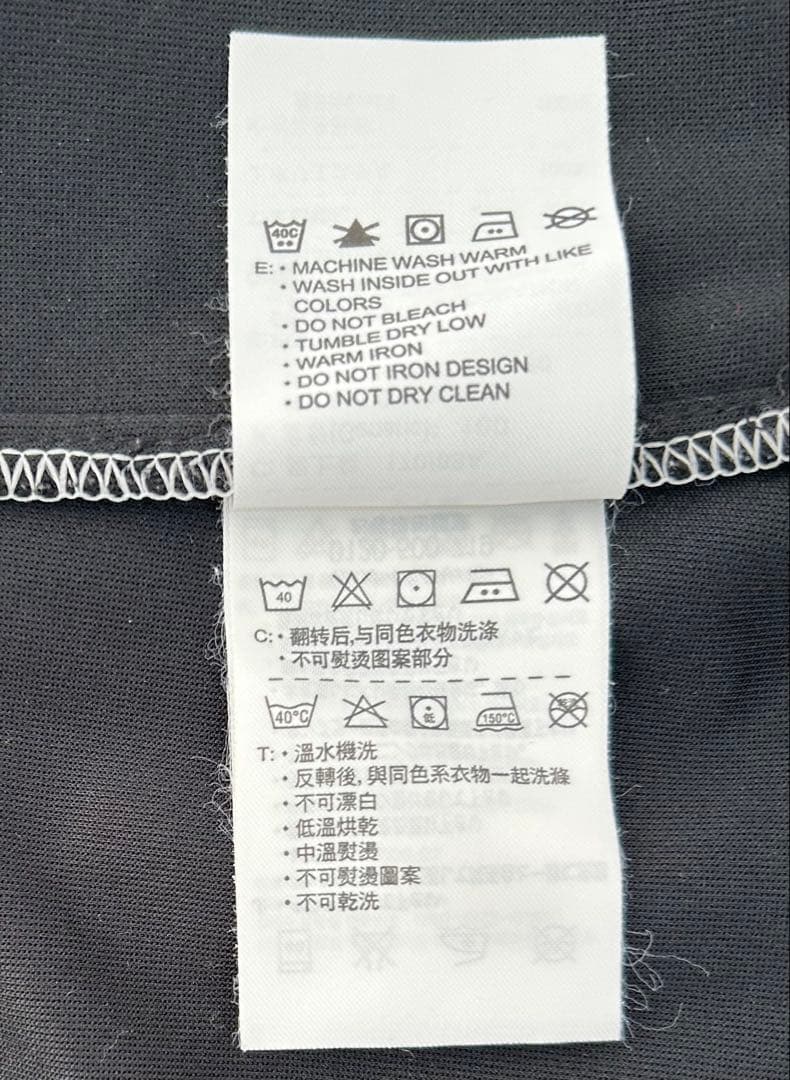 40C
E: • MACHINE WASH WARM
• WASH INSIDE OUT WITH LIKE
COLORS
• DO NOT BLEACH
• TUMBLE DRY LOW
• WARM IRON
• DO NOT IRON DESIGN
• DO NOT DRY CLEAN
40
C: • 翻转后,与同色衣物洗涤
• 不可熨烫图案部分
40°C 低 150°C
T: • 溫水機洗
• 反轉後, 與同色系衣物一起洗滌
• 不可漂白
• 低溫烘乾
• 中溫熨燙
• 不可熨燙圖案
• 不可乾洗